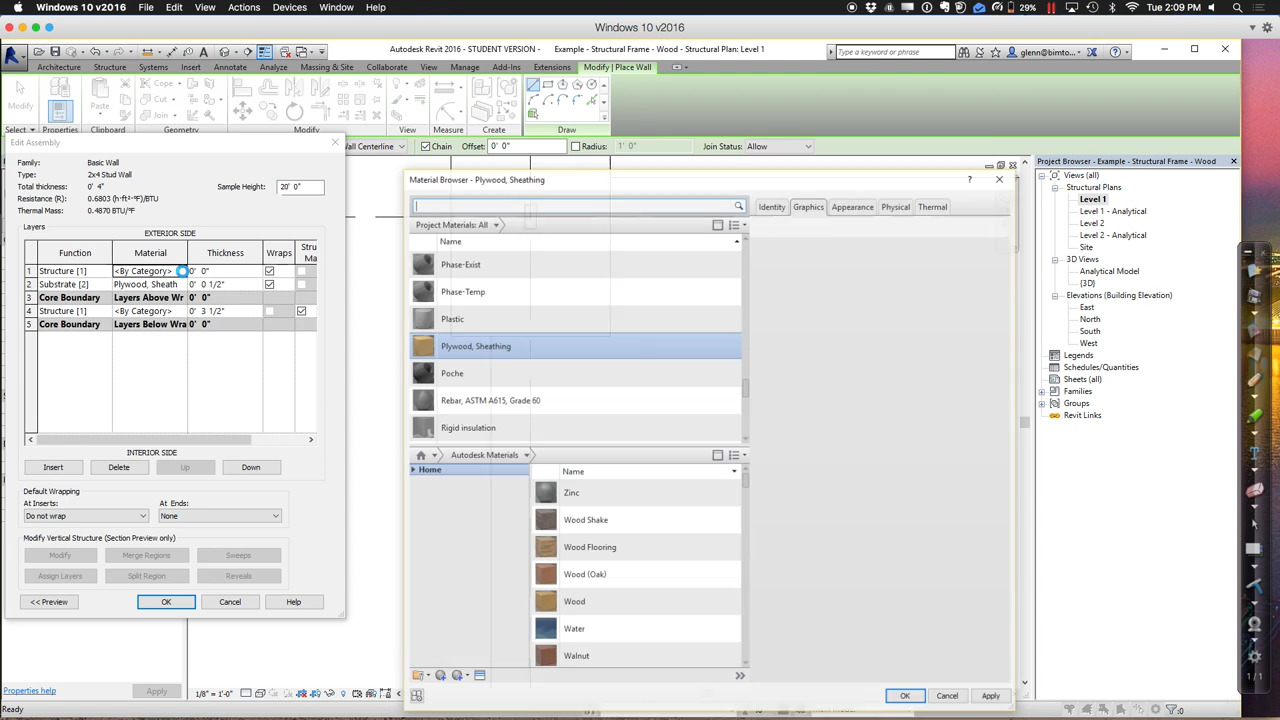 Windows 10 v2016 File Edit View Actions Devices Window Help 29% Tue 2:09 PM
Windows 10 v2016
Autodesk Revit 2016 - STUDENT VERSION - Example - Structural Frame - Wood - Structural Plan: Level 1 Type a keyword or phrase glenn@bimto...
Architecture Structure Systems Insert Annotate Analyze Massing & Site Collaborate View Manage Add-Ins Extensions Modify | Place Wall
Modify Paste Cope Cut Join
Select Properties Clipboard Geometry Modify View Measure Create Draw
Wall Centerline Chain Offset: 0' 0" Radius: 1' 0" Join Status: Allow
Edit Assembly
Family: Basic Wall
Type: 2x4 Stud Wall
Total thickness: 0' 4" Sample Height: 20' 0"
Resistance (R): 0.6803 (h·ft²·°F)/BTU
Thermal Mass: 0.4870 BTU/°F
Layers
EXTERIOR SIDE
Function Material Thickness Wraps Stru Ma
1 Structure [1] <By Category> 0' 0"
2 Substrate [2] Plywood, Sheath 0' 0 1/2"
3 Core Boundary Layers Above Wr 0' 0"
4 Structure [1] <By Category> 0' 3 1/2"
5 Core Boundary Layers Below Wra 0' 0"
INTERIOR SIDE
Insert Delete Up Down
Default Wrapping
At Inserts: At Ends:
Do not wrap None
Modify Vertical Structure (Section Preview only)
Modify Merge Regions Sweeps
Assign Layers Split Region Reveals
<< Preview OK Cancel Help
Properties help Apply
1/8" = 1'-0"
Material Browser - Plywood, Sheathing ?
Project Materials: All
Name
Phase-Exist
Phase-Temp
Plastic
Plywood, Sheathing
Poche
Rebar, ASTM A615, Grade 60
Rigid insulation
Autodesk Materials
Home
Name
Zinc
Wood Shake
Wood Flooring
Wood (Oak)
Wood
Water
Walnut
Identity Graphics Appearance Physical Thermal
OK Cancel Apply
Project Browser - Example - Structural Frame - Wood
Views (all)
Structural Plans
Level 1
Level 1 - Analytical
Level 2
Level 2 - Analytical
Site
3D Views
Analytical Model
{3D}
Elevations (Building Elevation)
East
North
South
West
Legends
Schedules/Quantities
Sheets (all)
Families
Groups
Revit Links
:0
1 / 1